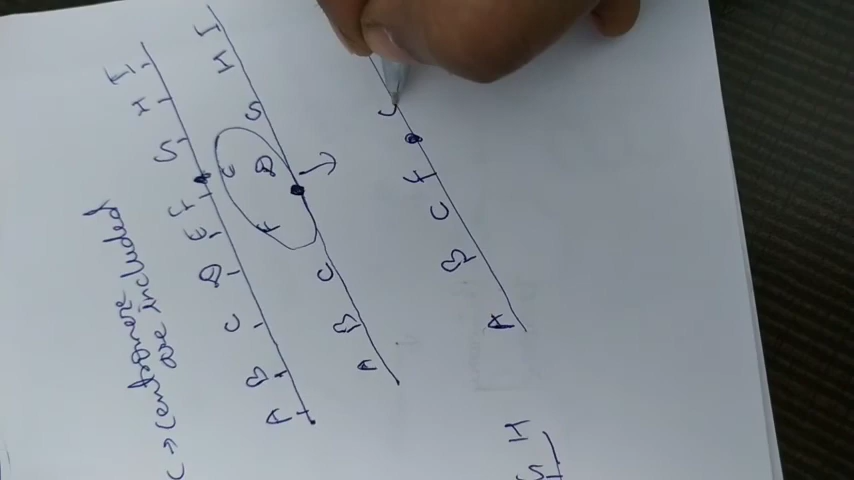 A B C D E F S H I
c → centromere
are included
A B C F E D S H I
A B C F
H
S